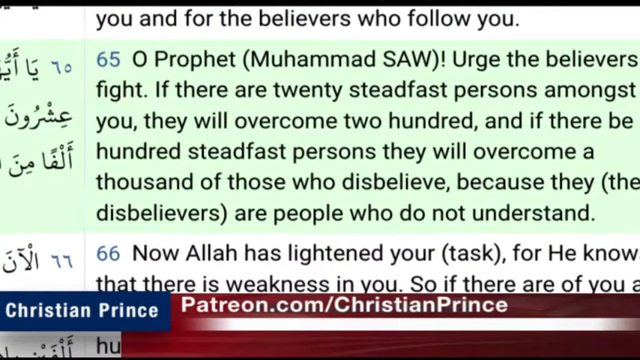 you and for the believers who follow you.
٦٥ يَا أَيُّهَا
65 O Prophet (Muhammad SAW)! Urge the believers
fight. If there are twenty steadfast persons amongst
عِشْرُونَ
you, they will overcome two hundred, and if there be
hundred steadfast persons they will overcome a
أَلْفًا مِنَ
thousand of those who disbelieve, because they (the
disbelievers) are people who do not understand.
٦٦ الْآنَ
66 Now Allah has lightened your (task), for He know
that there is weakness in you. So if there are of you a
Christian Prince
Patreon.com/ChristianPrince
hu